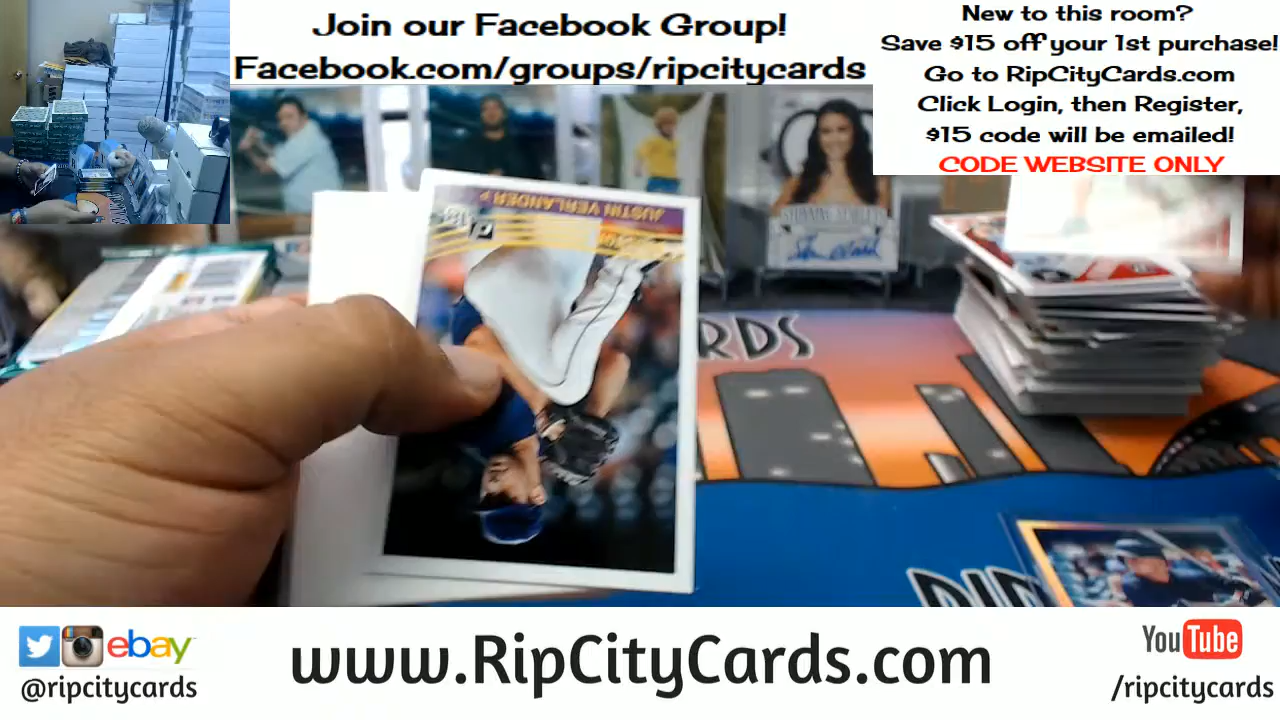 Join our Facebook Group!
Facebook.com/groups/ripcitycards
New to this room?
Save $15 off your 1st purchase!
Go to RipCityCards.com
Click Login, then Register,
$15 code will be emailed!
CODE WEBSITE ONLY
JUSTIN VERLANDER P
RDS
ebay
@ripcitycards
www.RipCityCards.com
YouTube
/ripcitycards